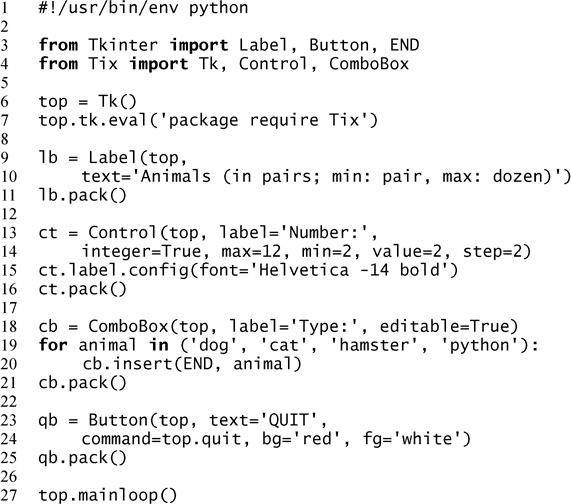 1 #!/usr/bin/env python
2
3 from Tkinter import Label, Button, END
4 from Tix import Tk, Control, ComboBox
5
6 top = Tk()
7 top.tk.eval('package require Tix')
8
9 lb = Label(top,
10     text='Animals (in pairs; min: pair, max: dozen)')
11 lb.pack()
12
13 ct = Control(top, label='Number:',
14     integer=True, max=12, min=2, value=2, step=2)
15 ct.label.config(font='Helvetica -14 bold')
16 ct.pack()
17
18 cb = ComboBox(top, label='Type:', editable=True)
19 for animal in ('dog', 'cat', 'hamster', 'python'):
20     cb.insert(END, animal)
21 cb.pack()
22
23 qb = Button(top, text='QUIT',
24     command=top.quit, bg='red', fg='white')
25 qb.pack()
26
27 top.mainloop()